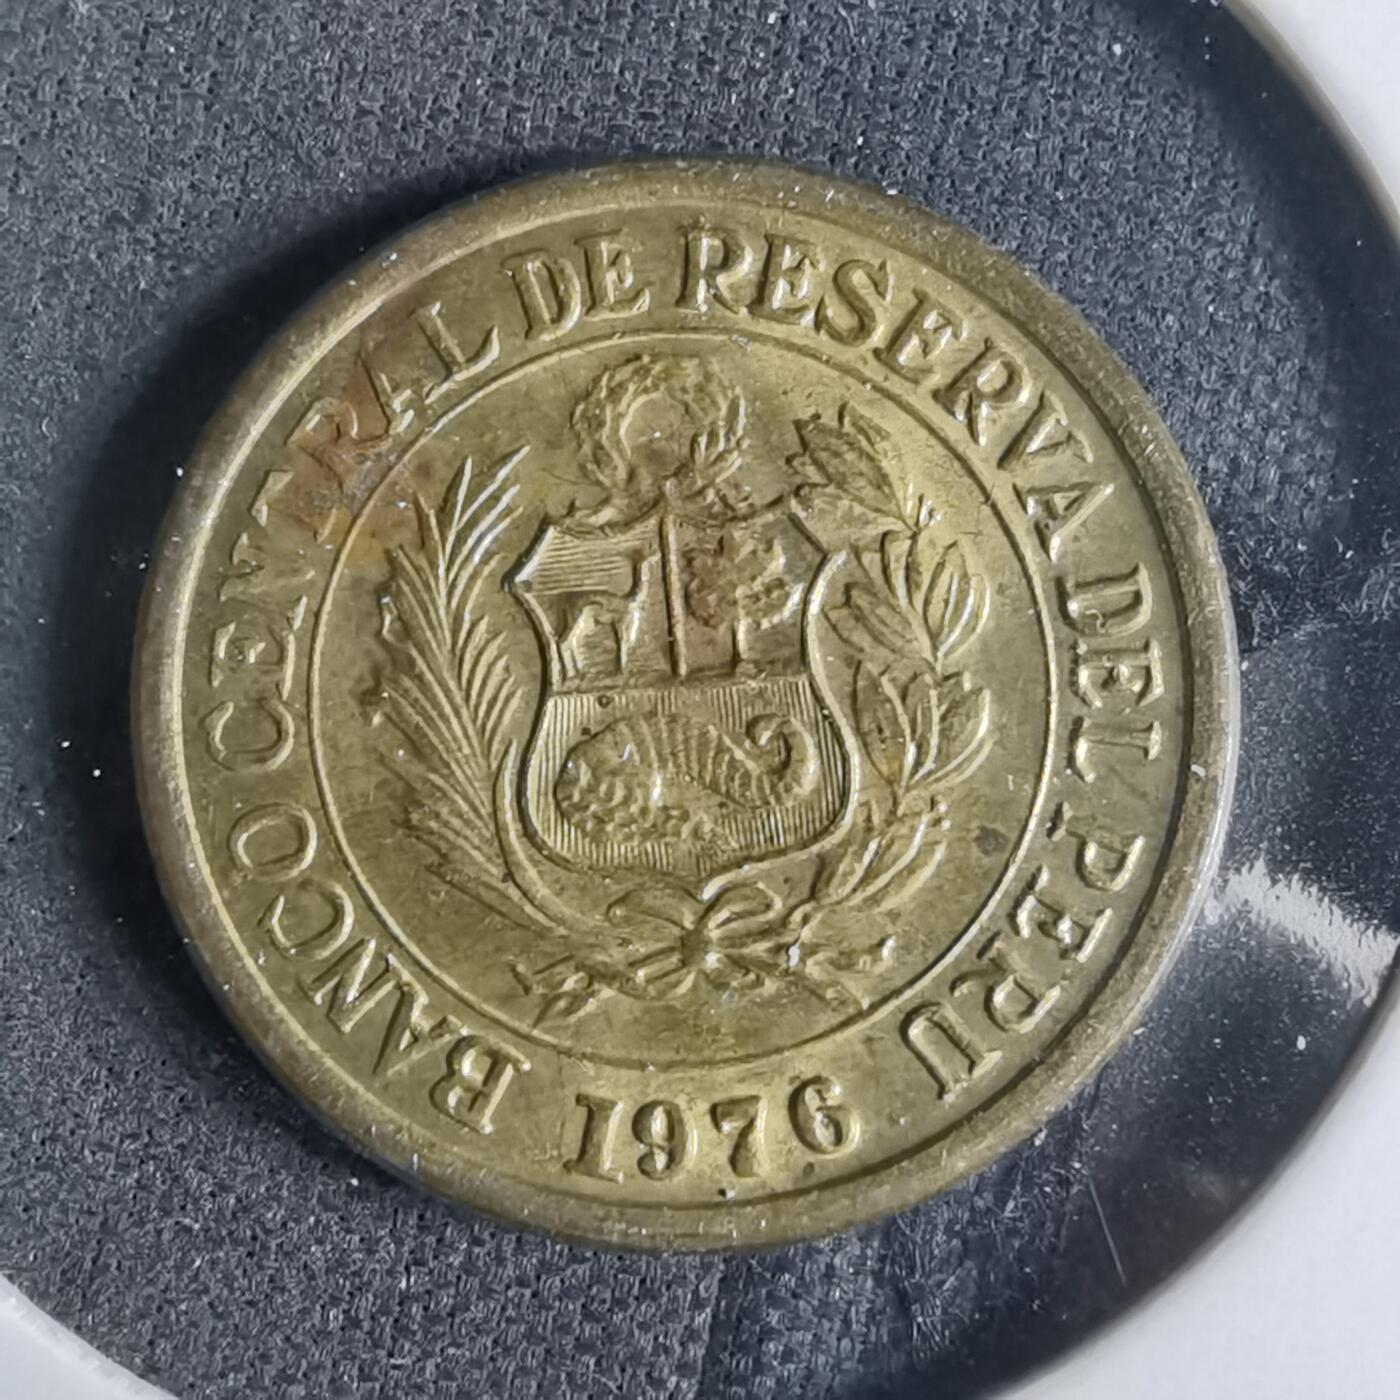 BANCO CENTRAL DE RESERVA DEL PERU
1976